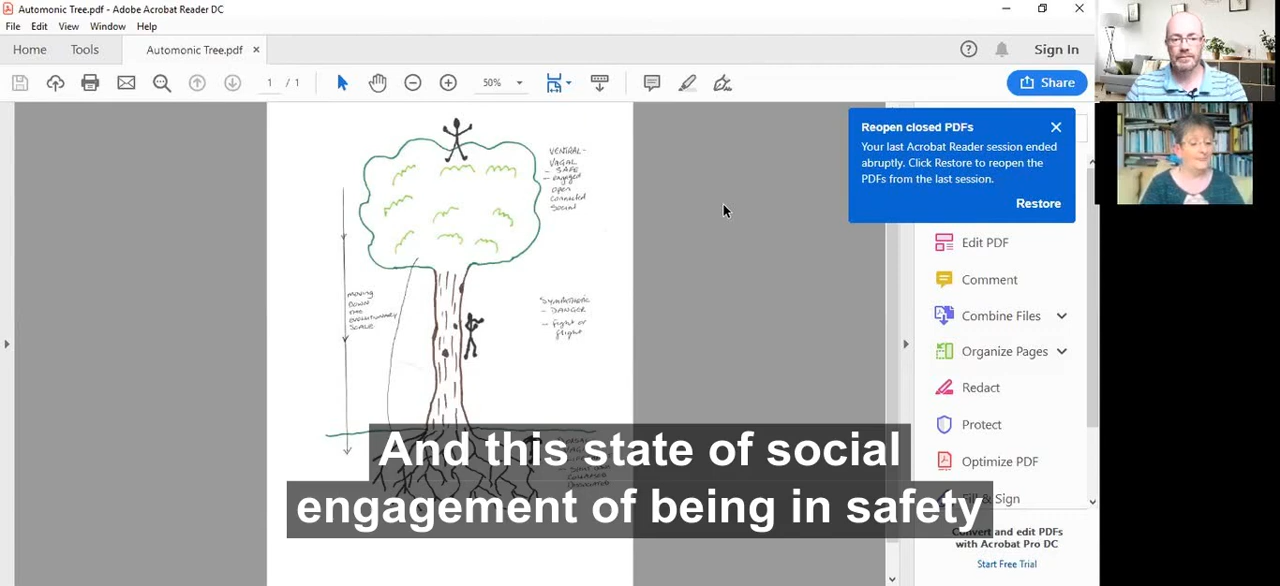 Automonic Tree.pdf - Adobe Acrobat Reader DC
File Edit View Window Help
Home Tools Automonic Tree.pdf × Sign In
1 / 1 50% Share
Reopen closed PDFs
Your last Acrobat Reader session ended
abruptly. Click Restore to reopen the
PDFs from the last session.
Restore
VENTRAL-
VAGAL
- SAFE
- engaged
open
connected
social
moving
down
the
evolutionary
scale
SYMPATHETIC
- DANGER
- fight or
flight
Edit PDF
Comment
Combine Files
Organize Pages
Redact
Protect
Optimize PDF
Fill & Sign
Convert and edit PDFs
with Acrobat Pro DC
Start Free Trial
And this state of social
engagement of being in safety